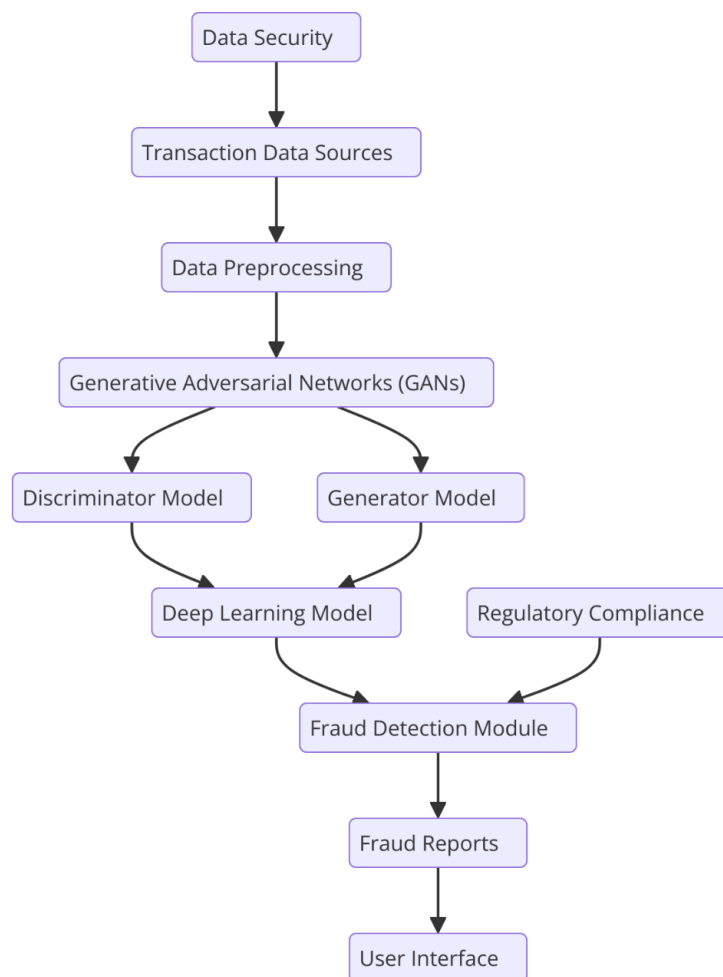 Data Security
Transaction Data Sources
Data Preprocessing
Generative Adversarial Networks (GANs)
Discriminator Model
Generator Model
Deep Learning Model
Regulatory Compliance
Fraud Detection Module
Fraud Reports
User Interface